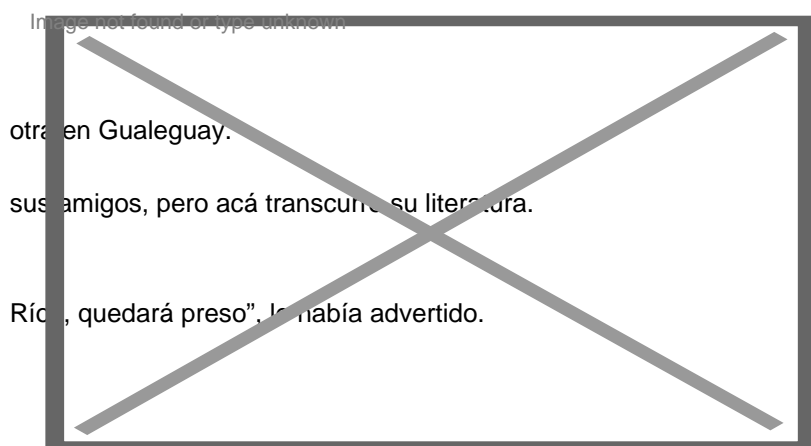 Image not found or type unknown
otra en Gualeguay.
sus amigos, pero acá transcurre su literatura.
quedará preso”, había advertido.